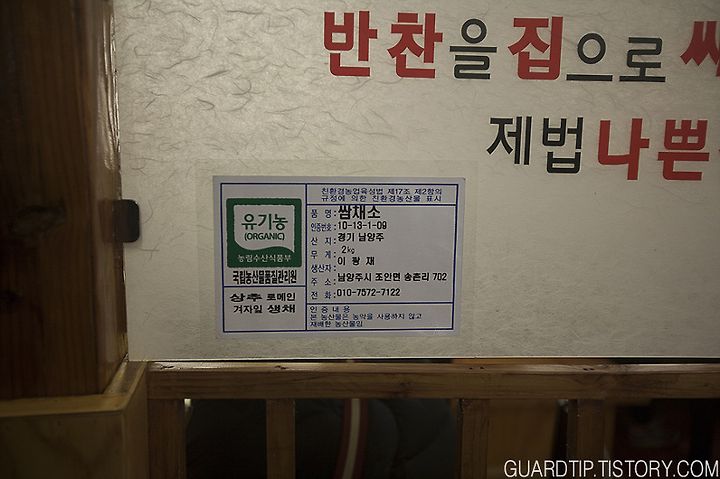 반찬을집으로 싸
제법나쁜
유기농
(ORGANIC)
농림수산식품부
국립농산물품질관리원
상추 로메인
겨자일 생채
친환경농업육성법 제17조 제2항의
규정에 의한 친환경농산물 표시
품 명: 쌈채소
인증번호: 10-13-1-09
산 지: 경기 남양주
무 게: 2kg
생산자: 이 광 재
주 소: 남양주시 조안면 송촌리 702
전 화: 010-7572-7122
인 증 내 용
본 농산물은 농약을 사용하지 않고
재배한 농산물임
GUARDTIP.TISTORY.COM